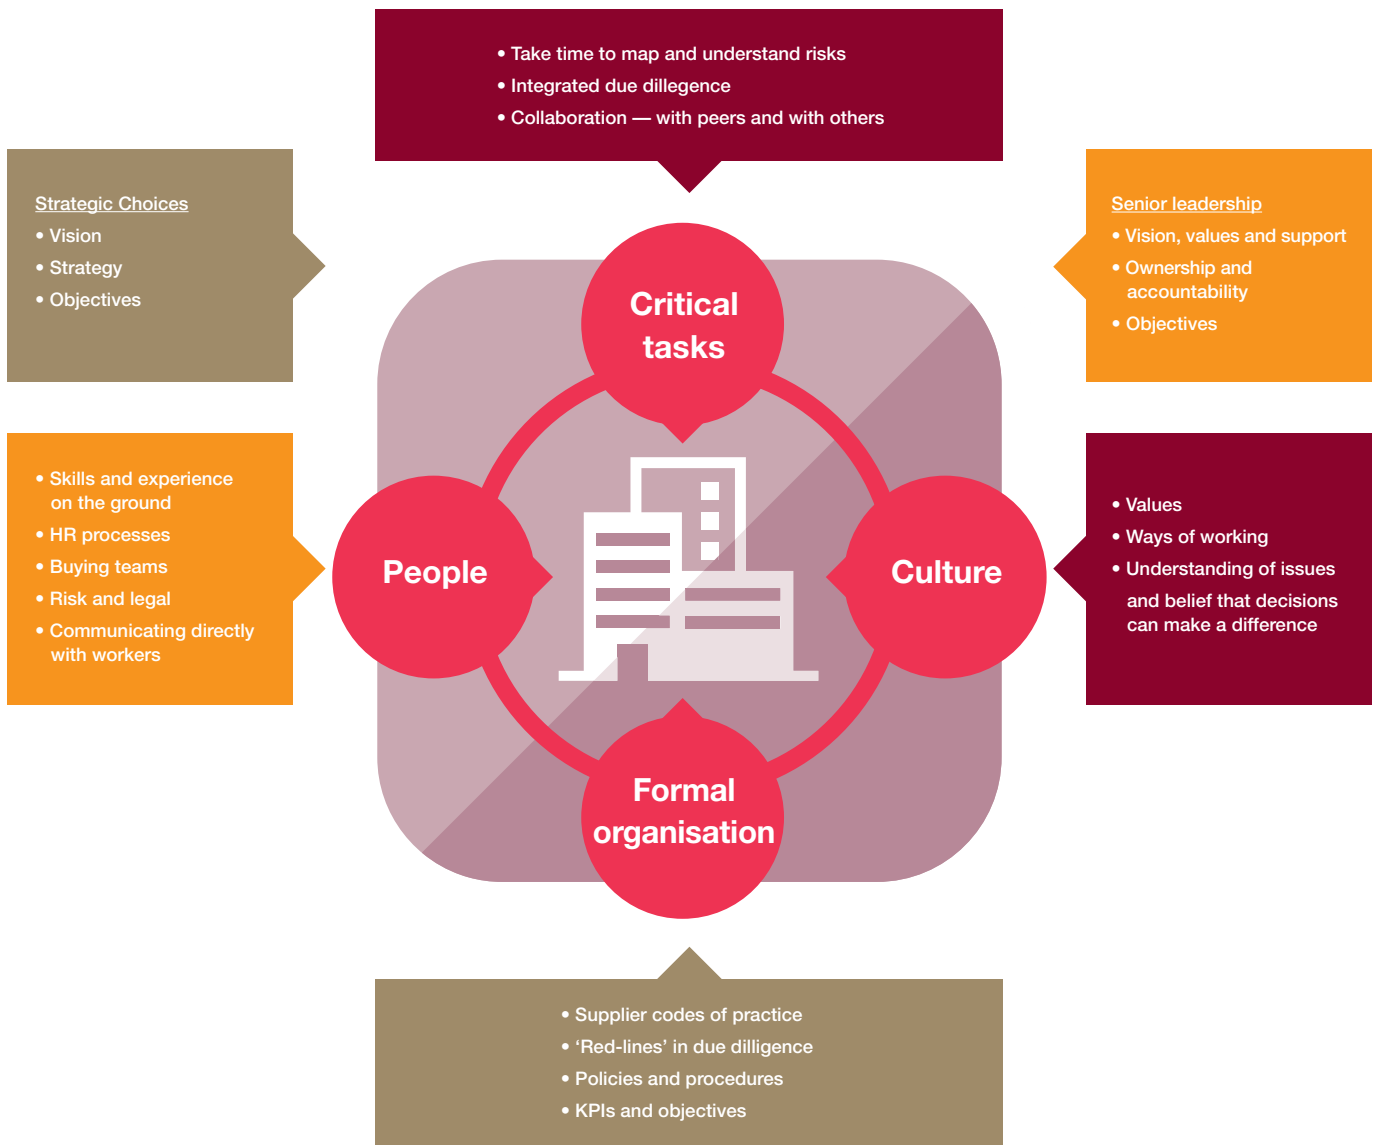 • Take time to map and understand risks
• Integrated due dillegence
• Collaboration — with peers and with others
Strategic Choices
• Vision
• Strategy
• Objectives
Senior leadership
• Vision, values and support
• Ownership and
accountability
• Objectives
Critical
tasks
• Skills and experience
on the ground
• HR processes
• Buying teams
• Risk and legal
• Communicating directly
with workers
People
Culture
• Values
• Ways of working
• Understanding of issues
and belief that decisions
can make a difference
Formal
organisation
• Supplier codes of practice
• ‘Red-lines’ in due dilligence
• Policies and procedures
• KPIs and objectives